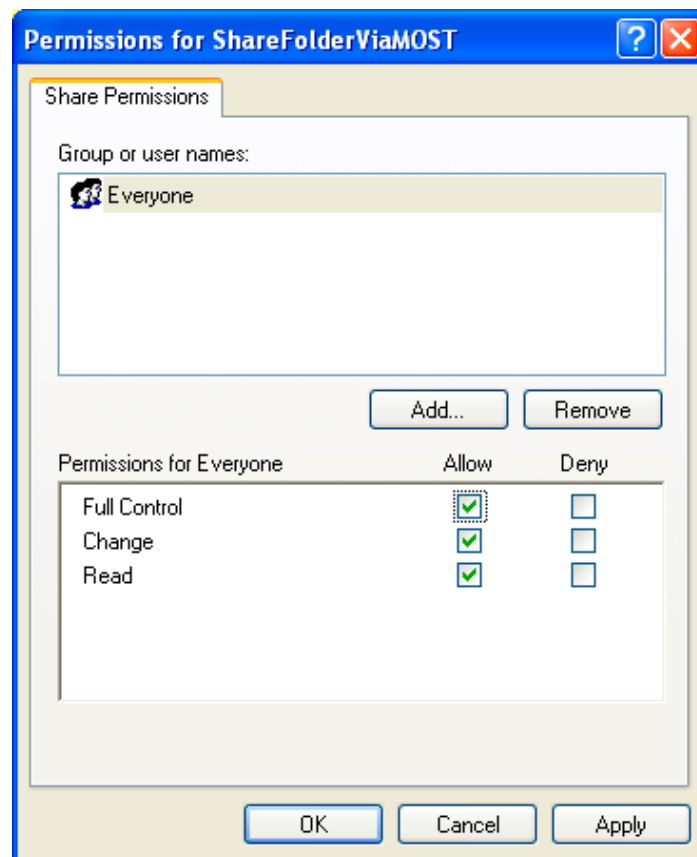 Permissions for ShareFolderViaMOST ? X
Share Permissions
Group or user names:
Everyone
Add... Remove
Permissions for Everyone Allow Deny
Full Control
Change
Read
OK Cancel Apply